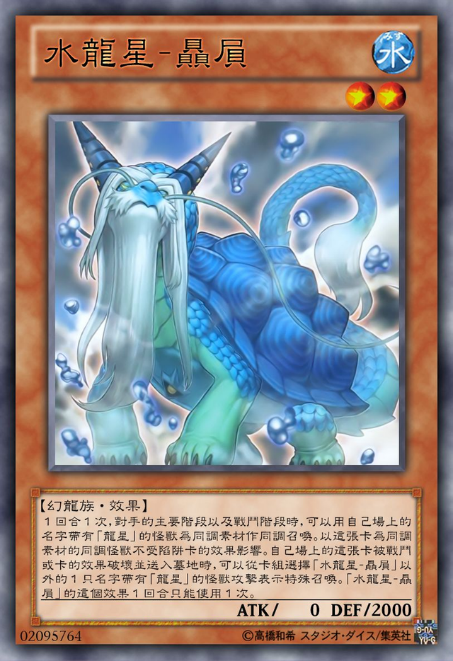 水龍星-贔屓
みず
水
【幻龍族・效果】
1回合1次，對手的主要階段以及戰鬥階段時，可以用自己場上的
名字帶有「龍星」的怪獸為同調素材作同調召喚。以這張卡為同調
素材的同調怪獸不受陷阱卡的效果影響。自己場上的這張卡被戰鬥
或卡的效果破壞並送入墓地時，可以從卡組選擇「水龍星-贔屓」以
外的1只名字帶有「龍星」的怪獸攻擊表示特殊召喚。「水龍星-贔
屓」的這個效果1回合只能使用1次。
ATK/ 0 DEF/2000
02095764
©高橋和希 スタジオ・ダイス/集英社